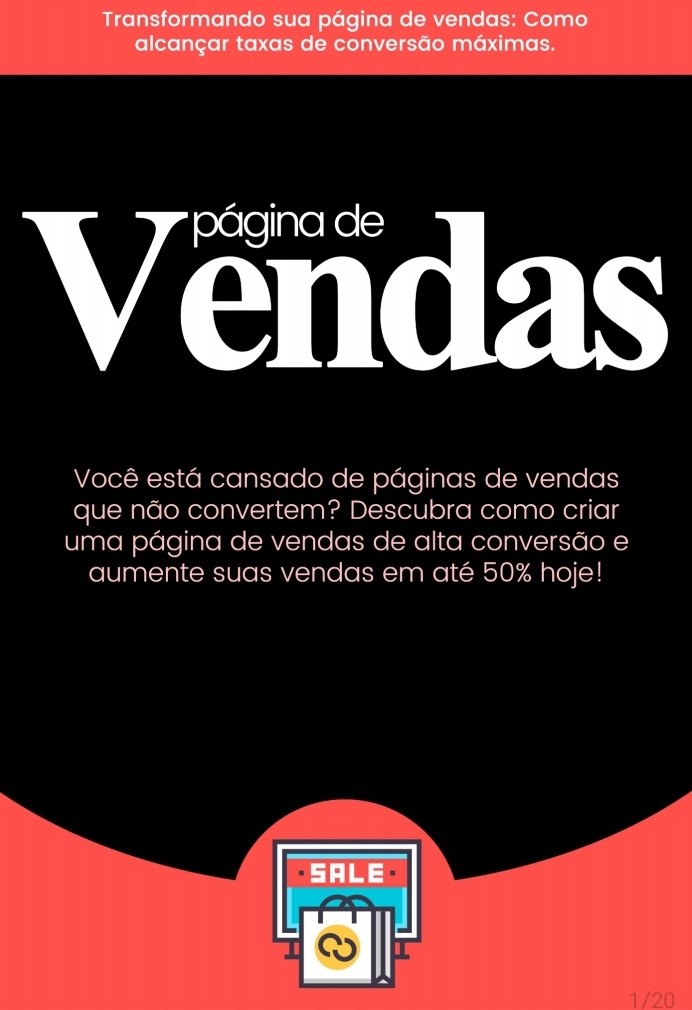 Transformando sua página de vendas: Como
alcançar taxas de conversão máximas.
página de
Vendas
Você está cansado de páginas de vendas
que não convertem? Descubra como criar
uma página de vendas de alta conversão e
aumente suas vendas em até 50% hoje!
SALE
1/20